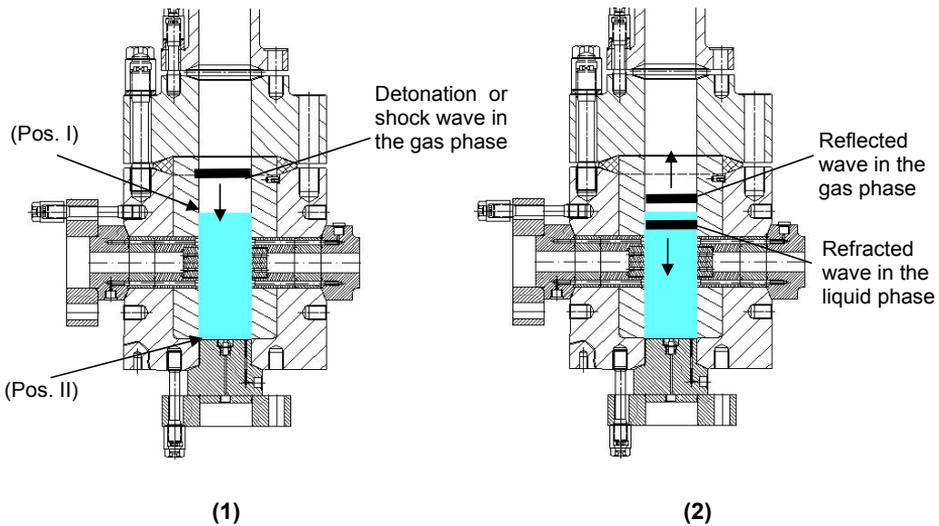 (Pos. I)
Detonation or
shock wave in
the gas phase
(Pos. II)
Reflected
wave in the
gas phase
Refracted
wave in the
liquid phase
(1)
(2)